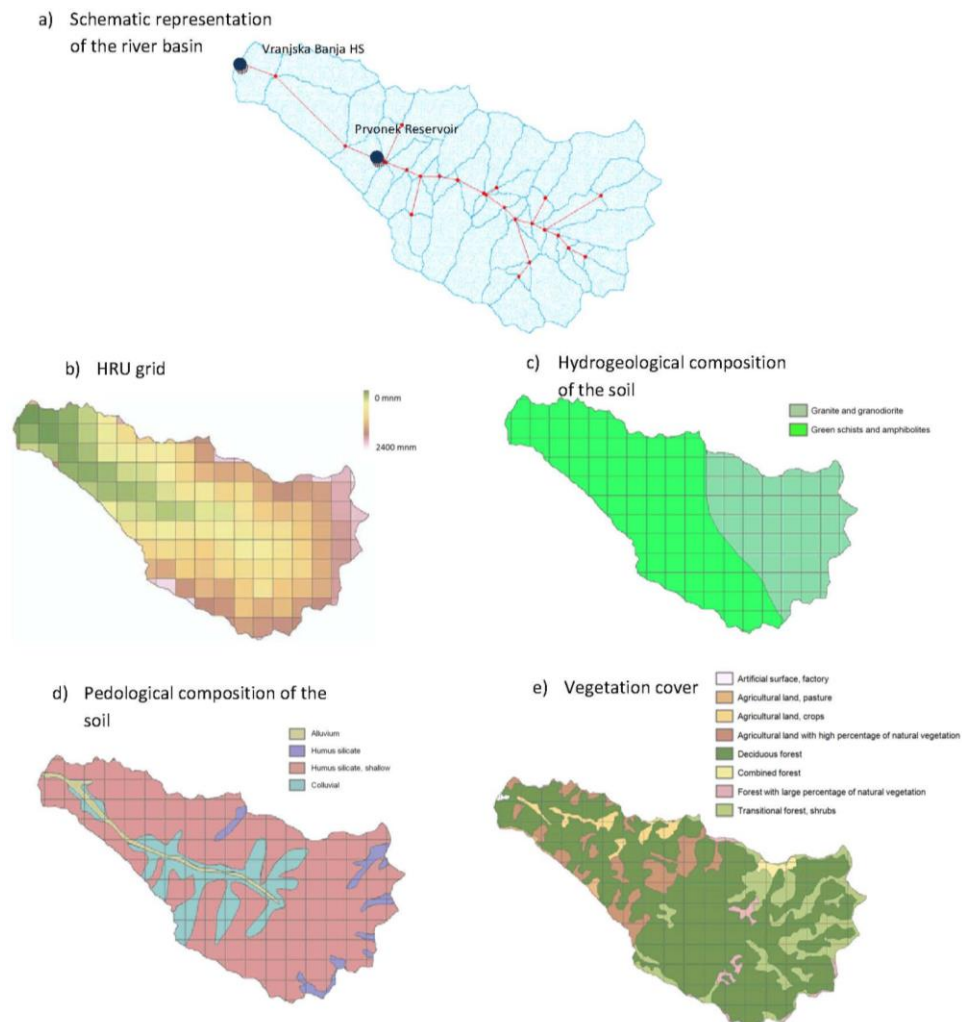 a) Schematic representation
of the river basin
Vranjska Banja HS
Prvonek Reservoir
b) HRU grid
0 mnm
2400 mnm
c) Hydrogeological composition
of the soil
Granite and granodiorite
Green schists and amphibolites
d) Pedological composition of the
soil
Alluvium
Humus silicate
Humus silicate, shallow
Colluvial
e) Vegetation cover
Artificial surface, factory
Agricultural land, pasture
Agricultural land, crops
Agricultural land with high percentage of natural vegetation
Deciduous forest
Combined forest
Forest with large percentage of natural vegetation
Transitional forest, shrubs